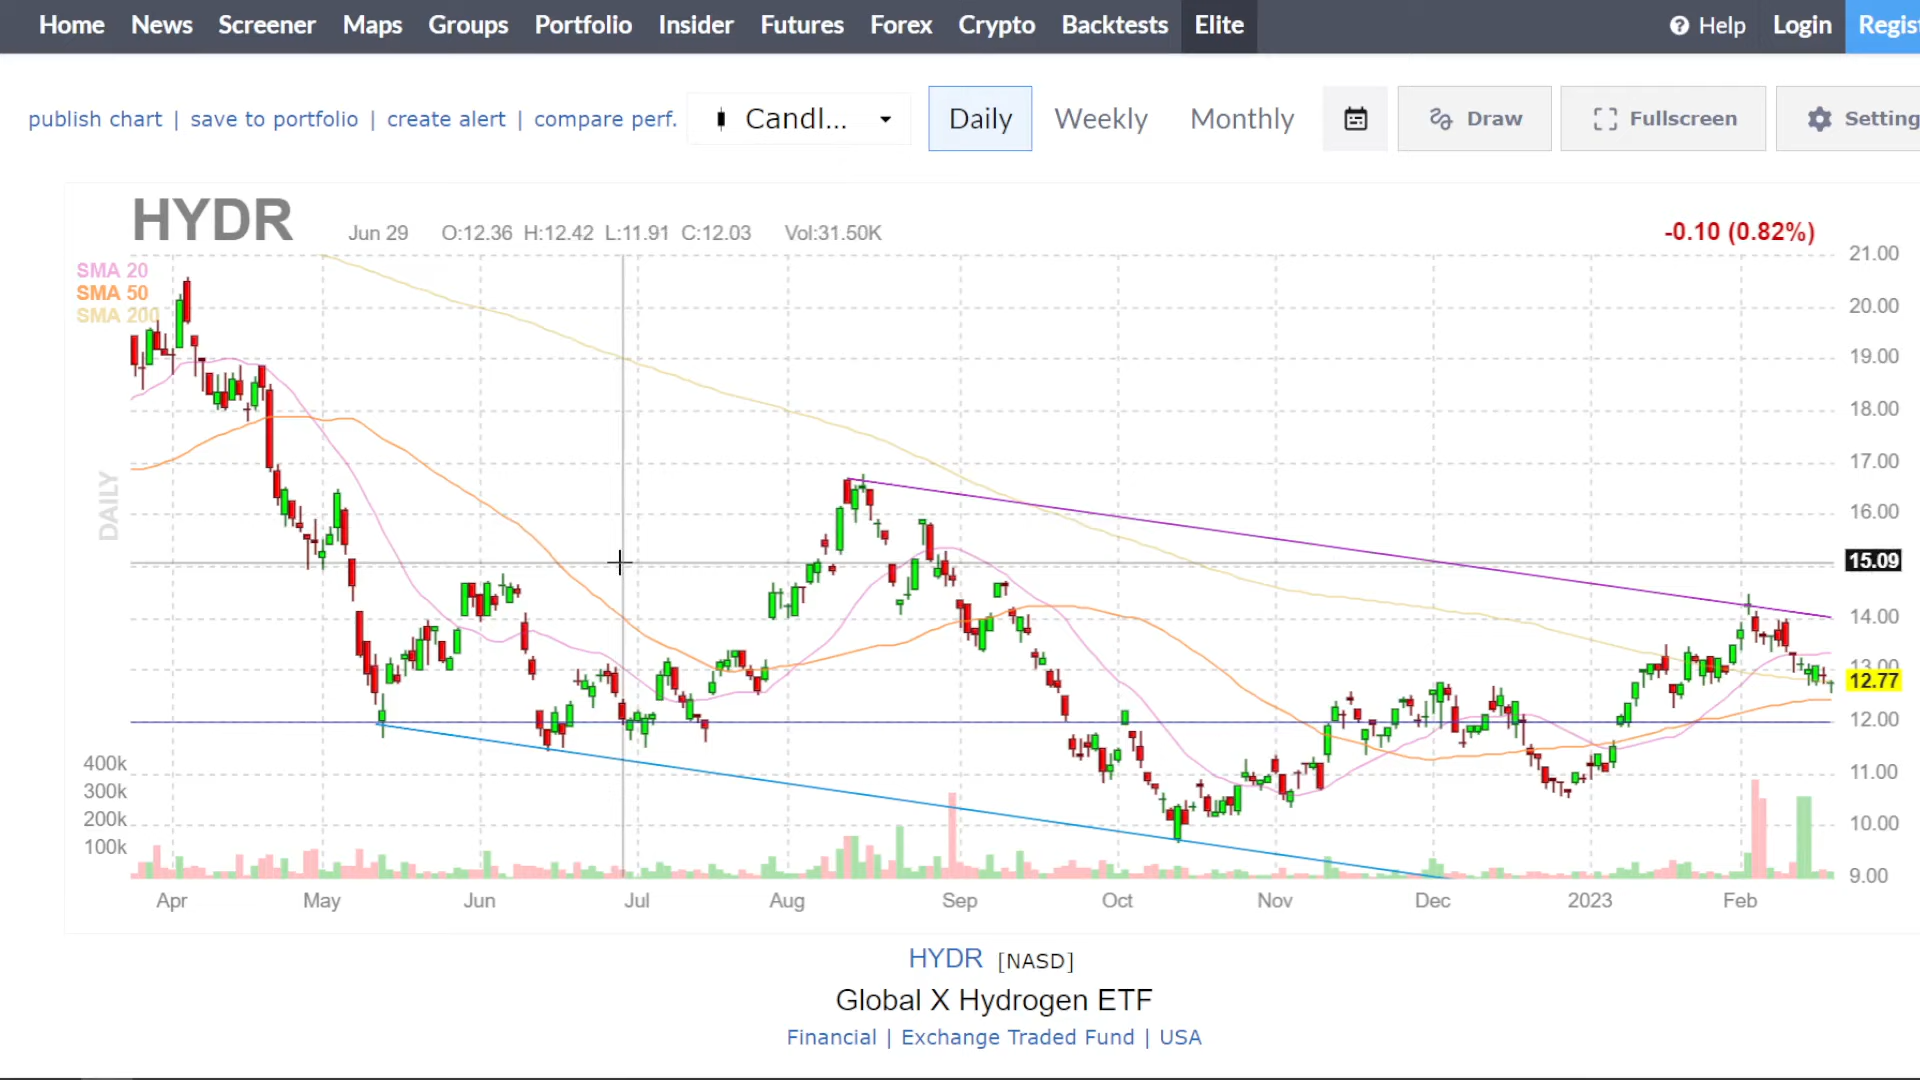 Home News Screener Maps Groups Portfolio Insider Futures Forex Crypto Backtests Elite Help Login Regist
publish chart | save to portfolio | create alert | compare perf. Candl... Daily Weekly Monthly Draw Fullscreen Setting
HYDR Jun 29 O:12.36 H:12.42 L:11.91 C:12.03 Vol:31.50K -0.10 (0.82%)
SMA 20
SMA 50
SMA 200
DAILY
21.00
20.00
19.00
18.00
17.00
16.00
15.09
14.00
13.00
12.77
12.00
11.00
10.00
9.00
400k
300k
200k
100k
Apr May Jun Jul Aug Sep Oct Nov Dec 2023 Feb
HYDR [NASD]
Global X Hydrogen ETF
Financial | Exchange Traded Fund | USA